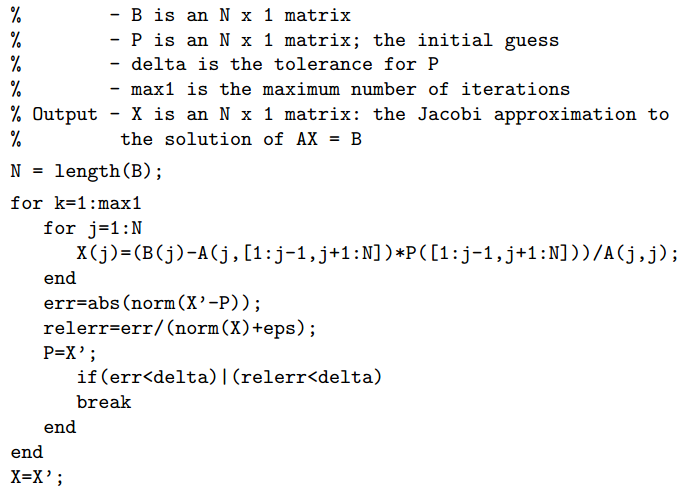 %        - B is an N x 1 matrix
%        - P is an N x 1 matrix; the initial guess
%        - delta is the tolerance for P
%        - max1 is the maximum number of iterations
% Output - X is an N x 1 matrix: the Jacobi approximation to
%         the solution of AX = B
N = length(B);
for k=1:max1
   for j=1:N
      X(j)=(B(j)-A(j,[1:j-1,j+1:N])*P([1:j-1,j+1:N]))/A(j,j);
   end
   err=abs(norm(X’-P));
   relerr=err/(norm(X)+eps);
   P=X’;
      if(err<delta)|(relerr<delta)
      break
   end
end
X=X’;